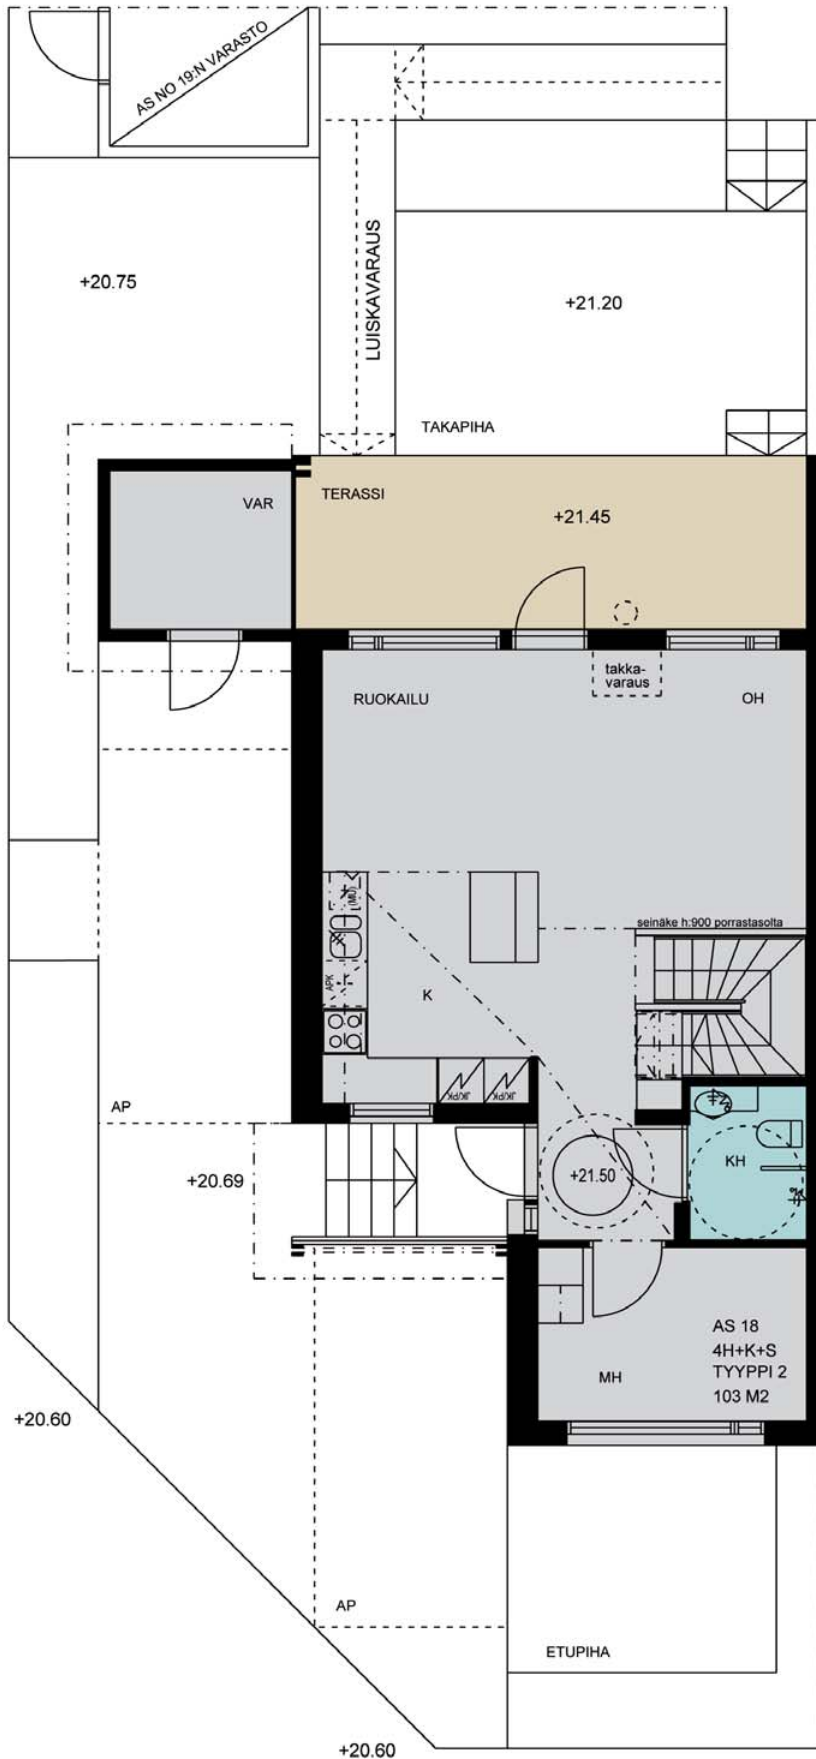 AS NO 19:N VARASTO
+20.75
LUISKAVARAUS
+21.20
TAKAPIHA
VAR
TERASSI
+21.45
RUOKAILU
takka-
varaus
OH
(MU)
seinäke h:900 porrastasolta
APK
K
JK/PK
JK/PK
AP
+20.69
+21.50
KH
AS 18
4H+K+S
TYYPPI 2
103 M2
MH
+20.60
AP
ETUPIHA
+20.60